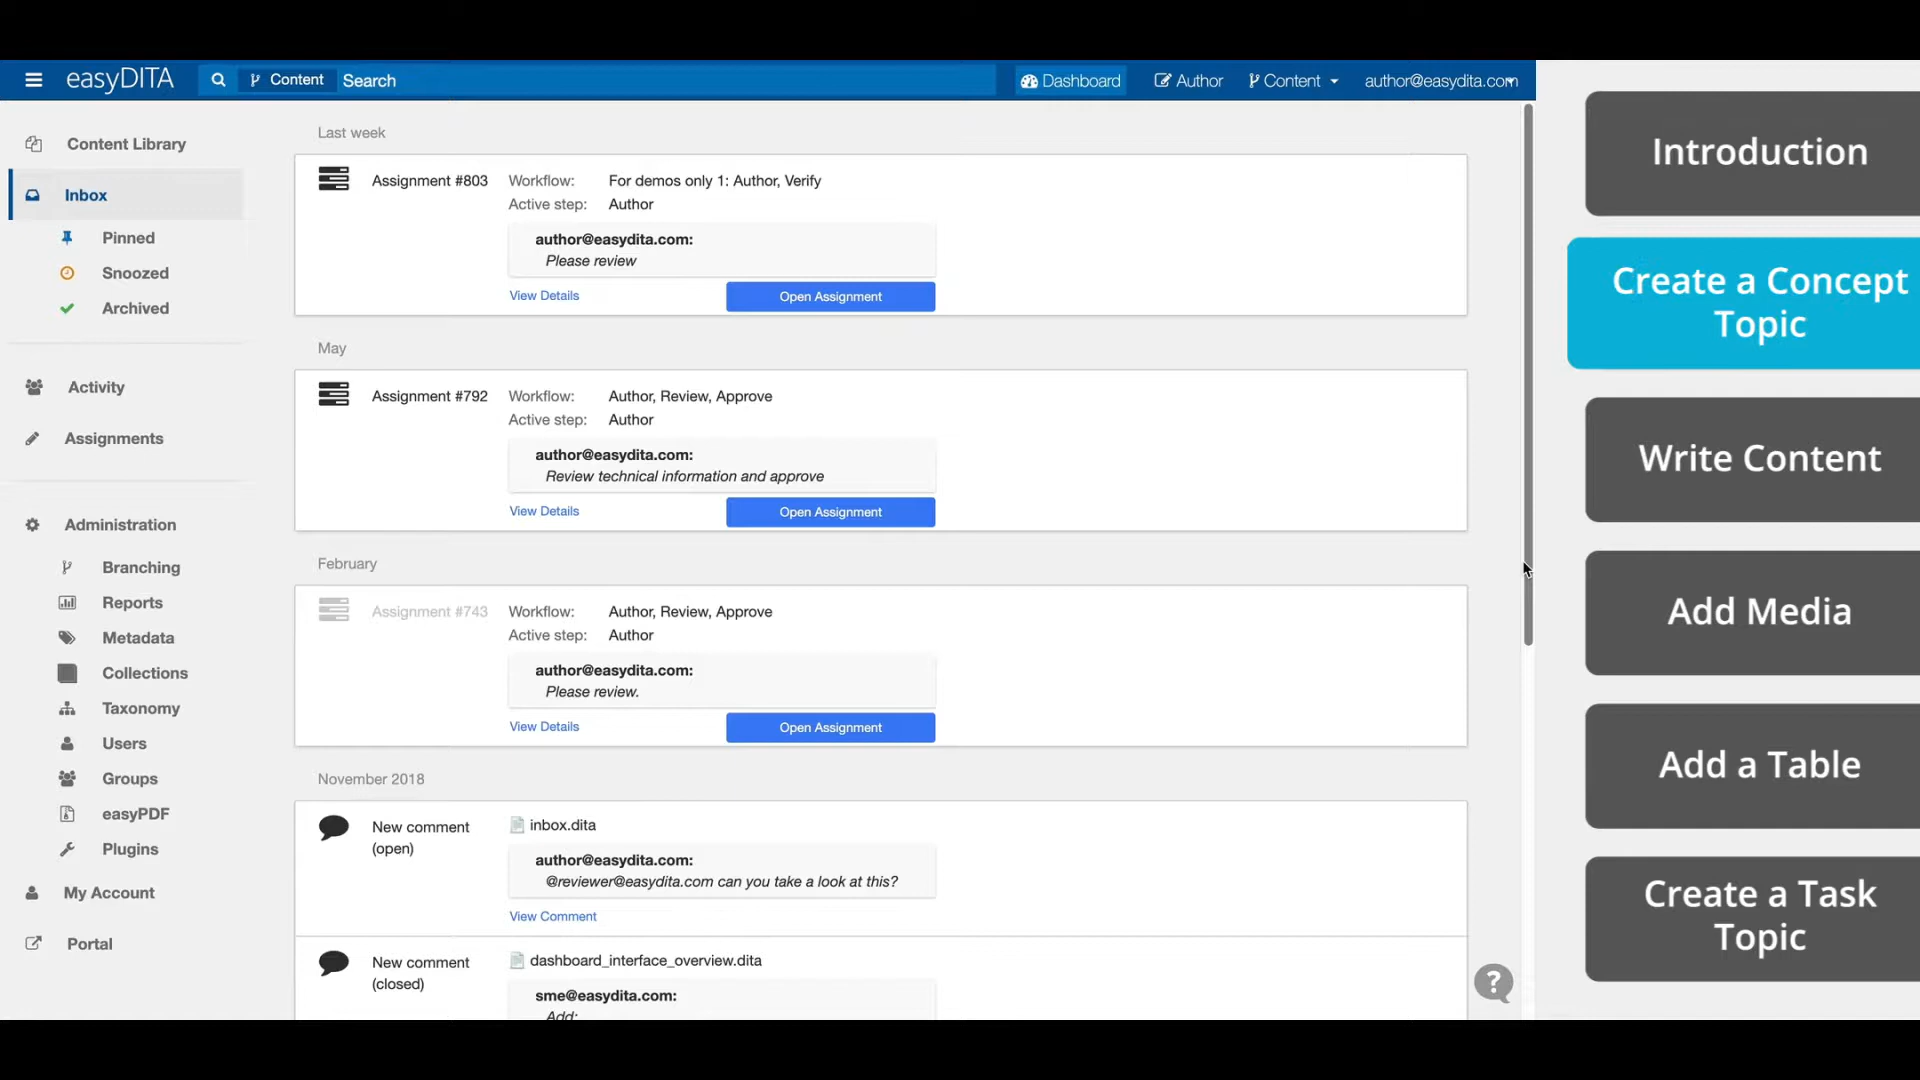 easyDITA
Content
Search
Dashboard
Author
Content
author@easydita.com
Content Library
Inbox
Pinned
Snoozed
Archived
Activity
Assignments
Administration
Branching
Reports
Metadata
Collections
Taxonomy
Users
Groups
easyPDF
Plugins
My Account
Portal
Last week
Assignment #803
Workflow: For demos only 1: Author, Verify
Active step: Author
author@easydita.com:
Please review
View Details
Open Assignment
May
Assignment #792
Workflow: Author, Review, Approve
Active step: Author
author@easydita.com:
Review technical information and approve
View Details
Open Assignment
February
Assignment #743
Workflow: Author, Review, Approve
Active step: Author
author@easydita.com:
Please review.
View Details
Open Assignment
November 2018
New comment
(open)
inbox.dita
author@easydita.com:
@reviewer@easydita.com can you take a look at this?
View Comment
New comment
(closed)
dashboard_interface_overview.dita
sme@easydita.com:
Add:
?
Introduction
Create a Concept
Topic
Write Content
Add Media
Add a Table
Create a Task
Topic